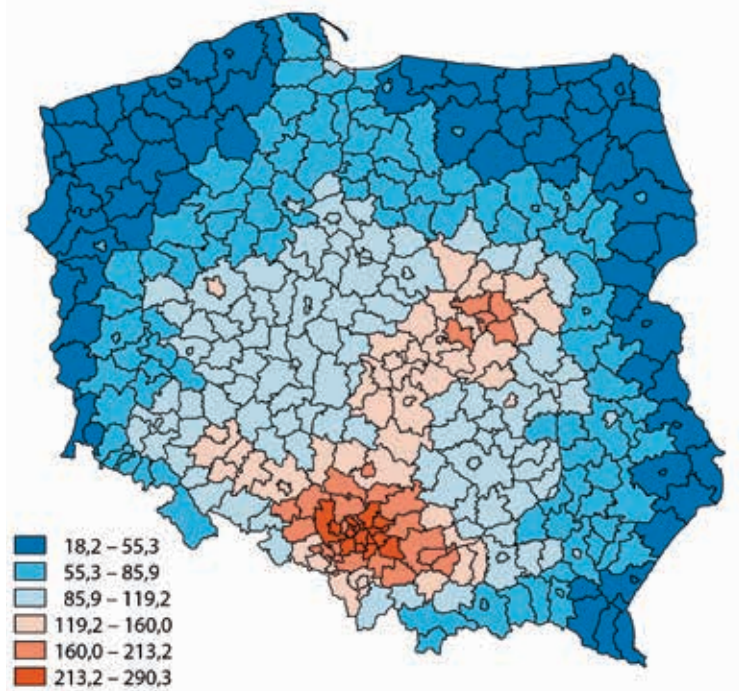 18,2 – 55,3
55,3 – 85,9
85,9 – 119,2
119,2 – 160,0
160,0 – 213,2
213,2 – 290,3